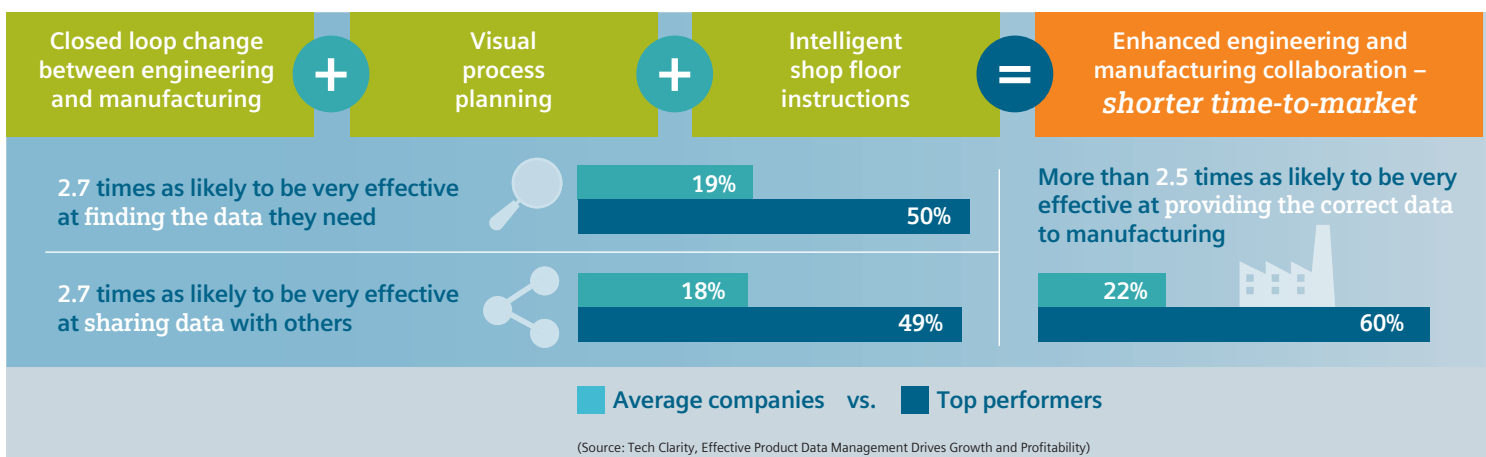 Closed loop change
between engineering
and manufacturing
+
Visual
process
planning
+
Intelligent
shop floor
instructions
=
Enhanced engineering and
manufacturing collaboration –
shorter time-to-market
2.7 times as likely to be very effective
at finding the data they need
19%
50%
2.7 times as likely to be very effective
at sharing data with others
18%
49%
More than 2.5 times as likely to be very
effective at providing the correct data
to manufacturing
22%
60%
Average companies vs. Top performers
(Source: Tech Clarity, Effective Product Data Management Drives Growth and Profitability)